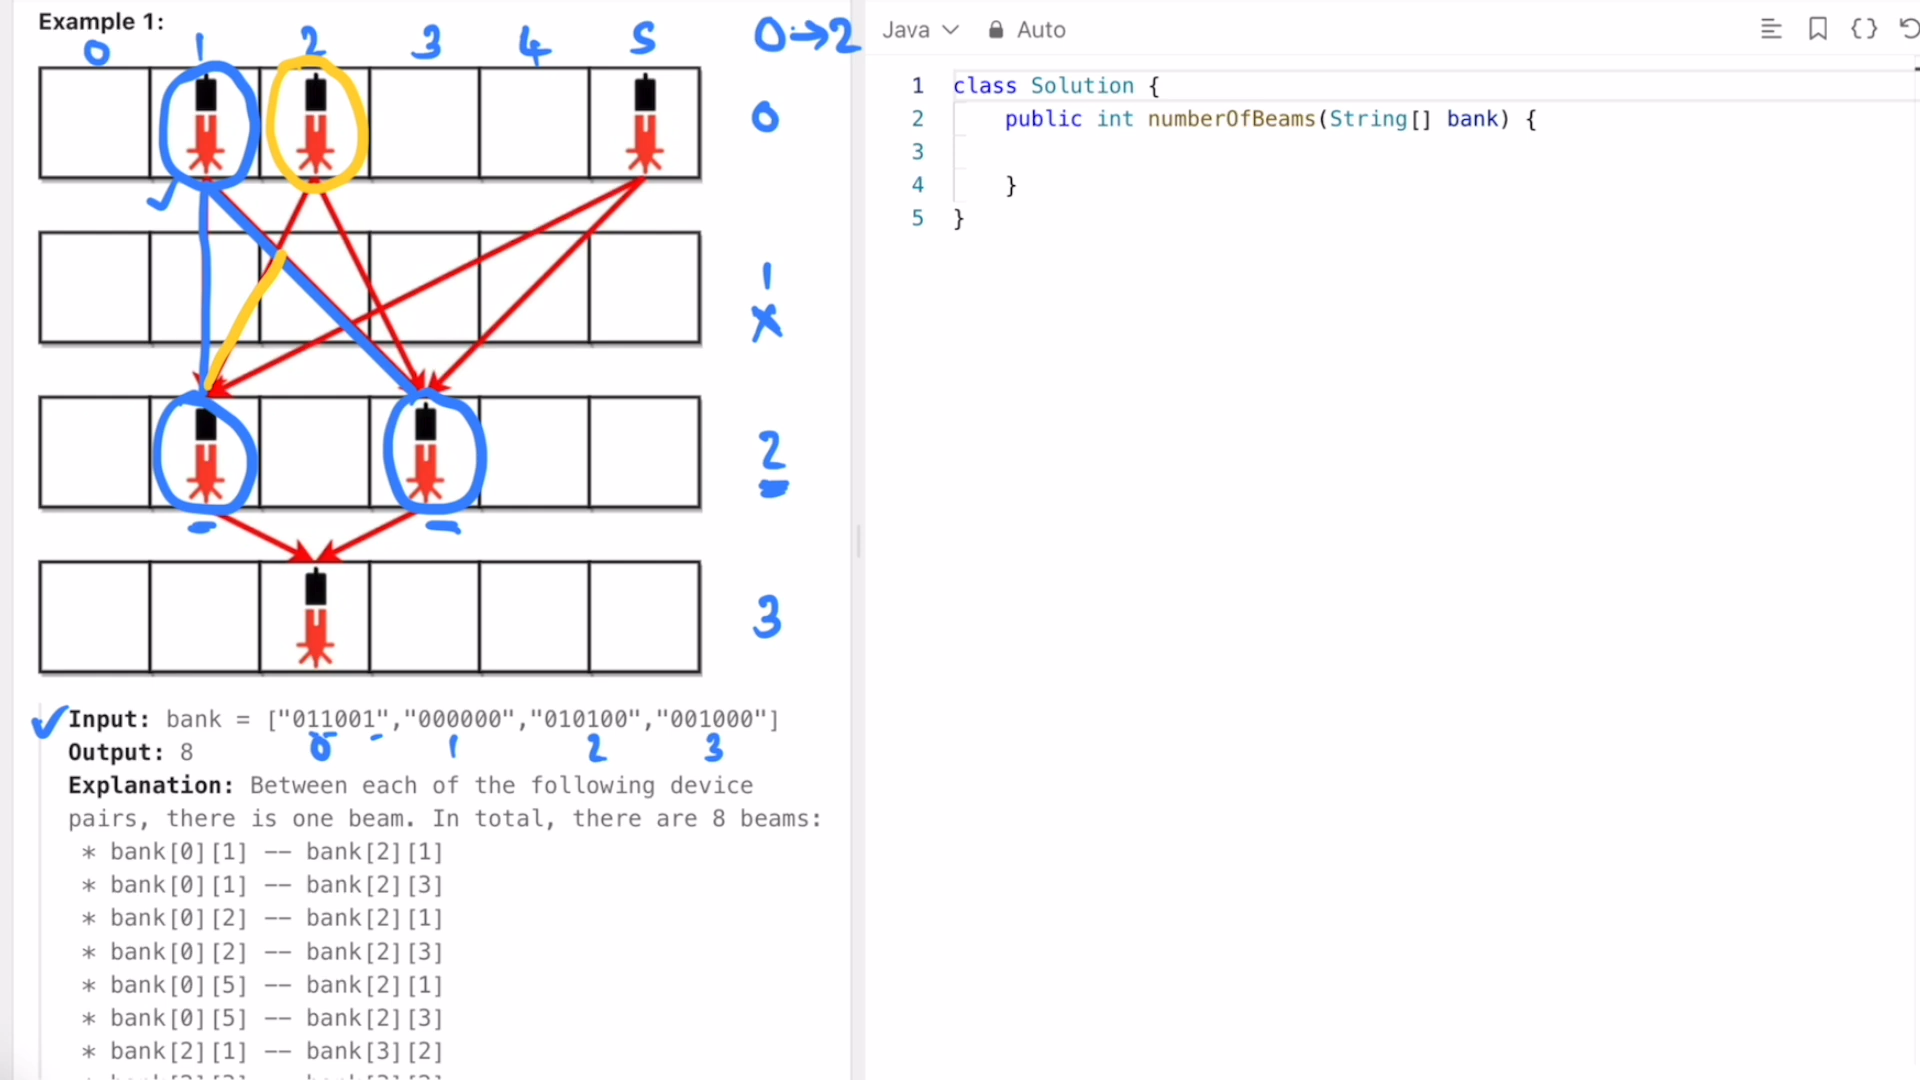 Example 1:
0 1 2 3 4 5 0→2
0
1
x
2
3
Input: bank = ["011001","000000","010100","001000"]
0 1 2 3
Output: 8
Explanation: Between each of the following device
pairs, there is one beam. In total, there are 8 beams:
* bank[0][1] -- bank[2][1]
* bank[0][1] -- bank[2][3]
* bank[0][2] -- bank[2][1]
* bank[0][2] -- bank[2][3]
* bank[0][5] -- bank[2][1]
* bank[0][5] -- bank[2][3]
* bank[2][1] -- bank[3][2]
Java Auto
1 class Solution {
2 public int numberOfBeams(String[] bank) {
3
4 }
5 }